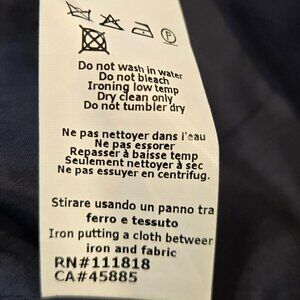 P
Do not wash in water
Do not bleach
Ironing low temp
Dry clean only
Do not tumbler dry
Ne pas nettoyer dans l'eau
Ne pas essorer
Repasser à baisse temp
Seulement nettoyer à sec
Ne pas essuyer en centrifug.
Stirare usando un panno tra
ferro e tessuto
Iron putting a cloth between
iron and fabric
RN#111818
CA#45885